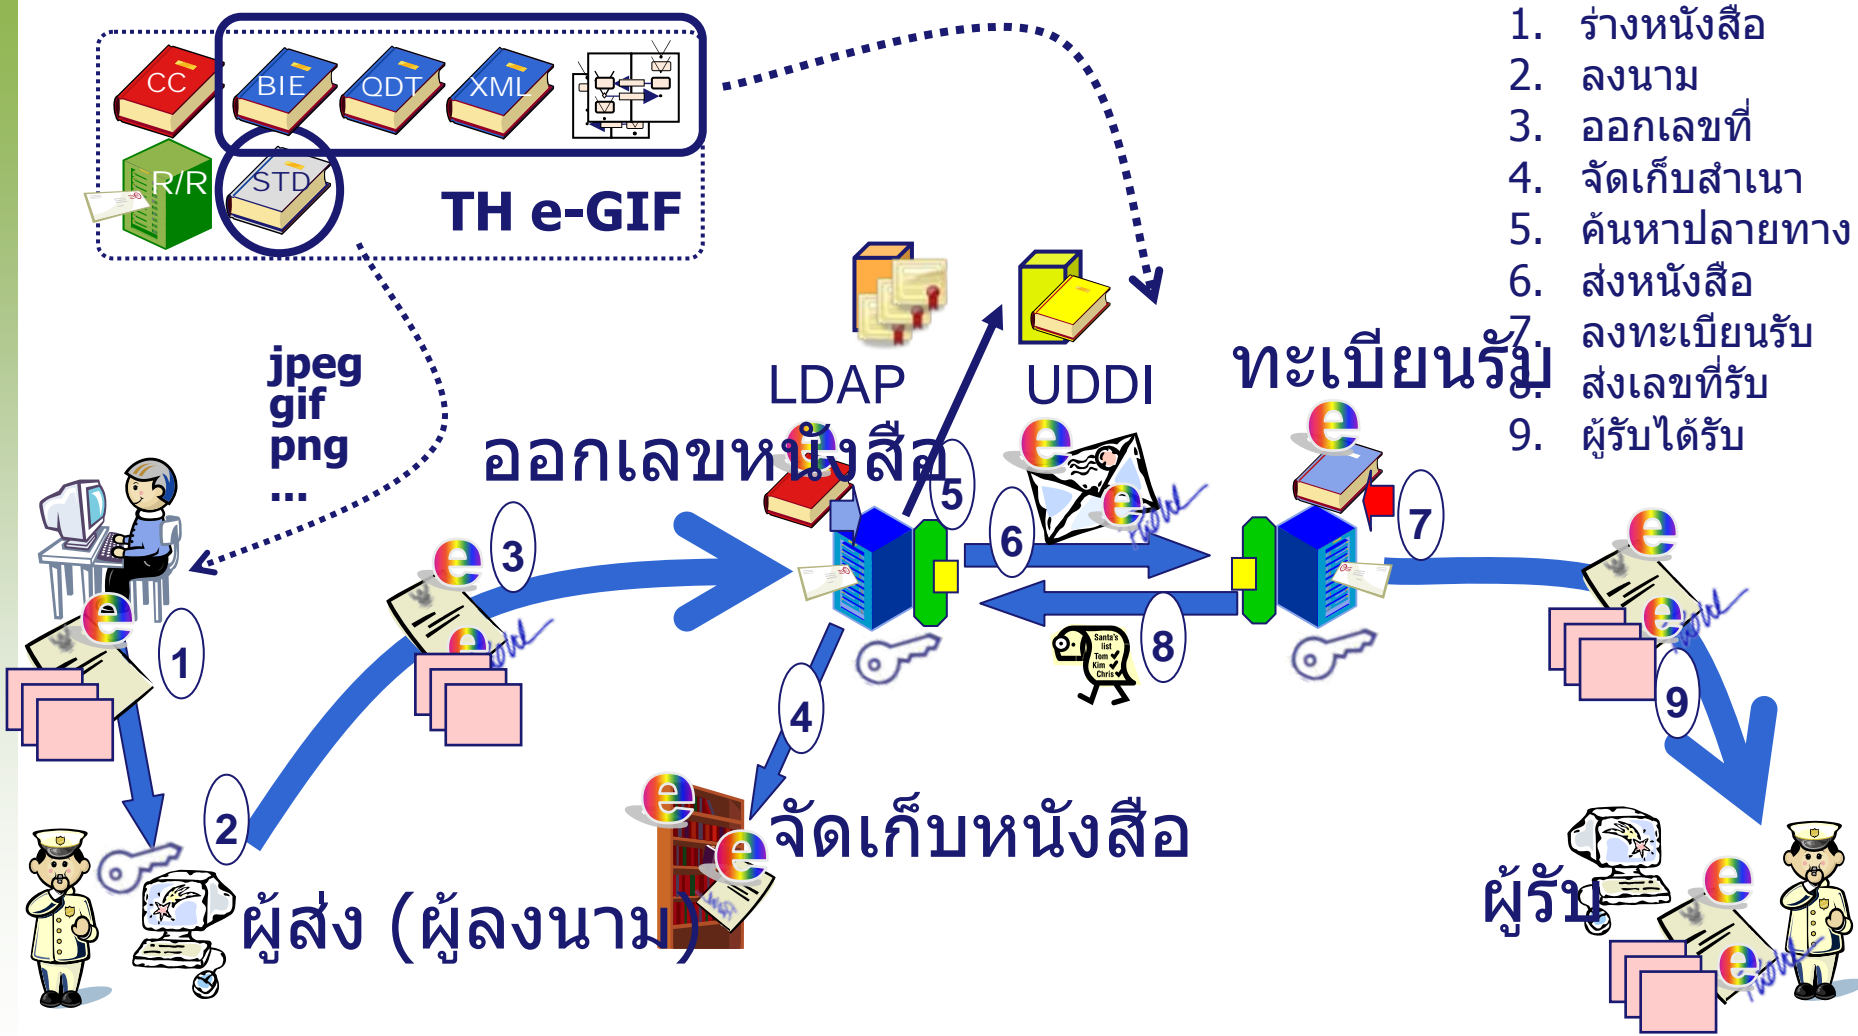 CC
BIE
QDT
XML
R/R
STD
TH e-GIF
1. ร่างหนังสือ
2. ลงนาม
3. ออกเลขที่
4. จัดเก็บสำเนา
5. ค้นหาปลายทาง
6. ส่งหนังสือ
7. ลงทะเบียนรับ
8. ส่งเลขที่รับ
9. ผู้รับได้รับ
jpeg
gif
png
...
LDAP
UDDI
ทะเบียนรับ
ออกเลขหนังสือ
e
e
e
e
5
6
7
3
e
e
e
e
e
e
1
8
Santa's
list
Tom
Kim
Chris
9
4
2
e
e
จัดเก็บหนังสือ
ผู้ส่ง (ผู้ลงนาม)
ผู้รับ
e
e